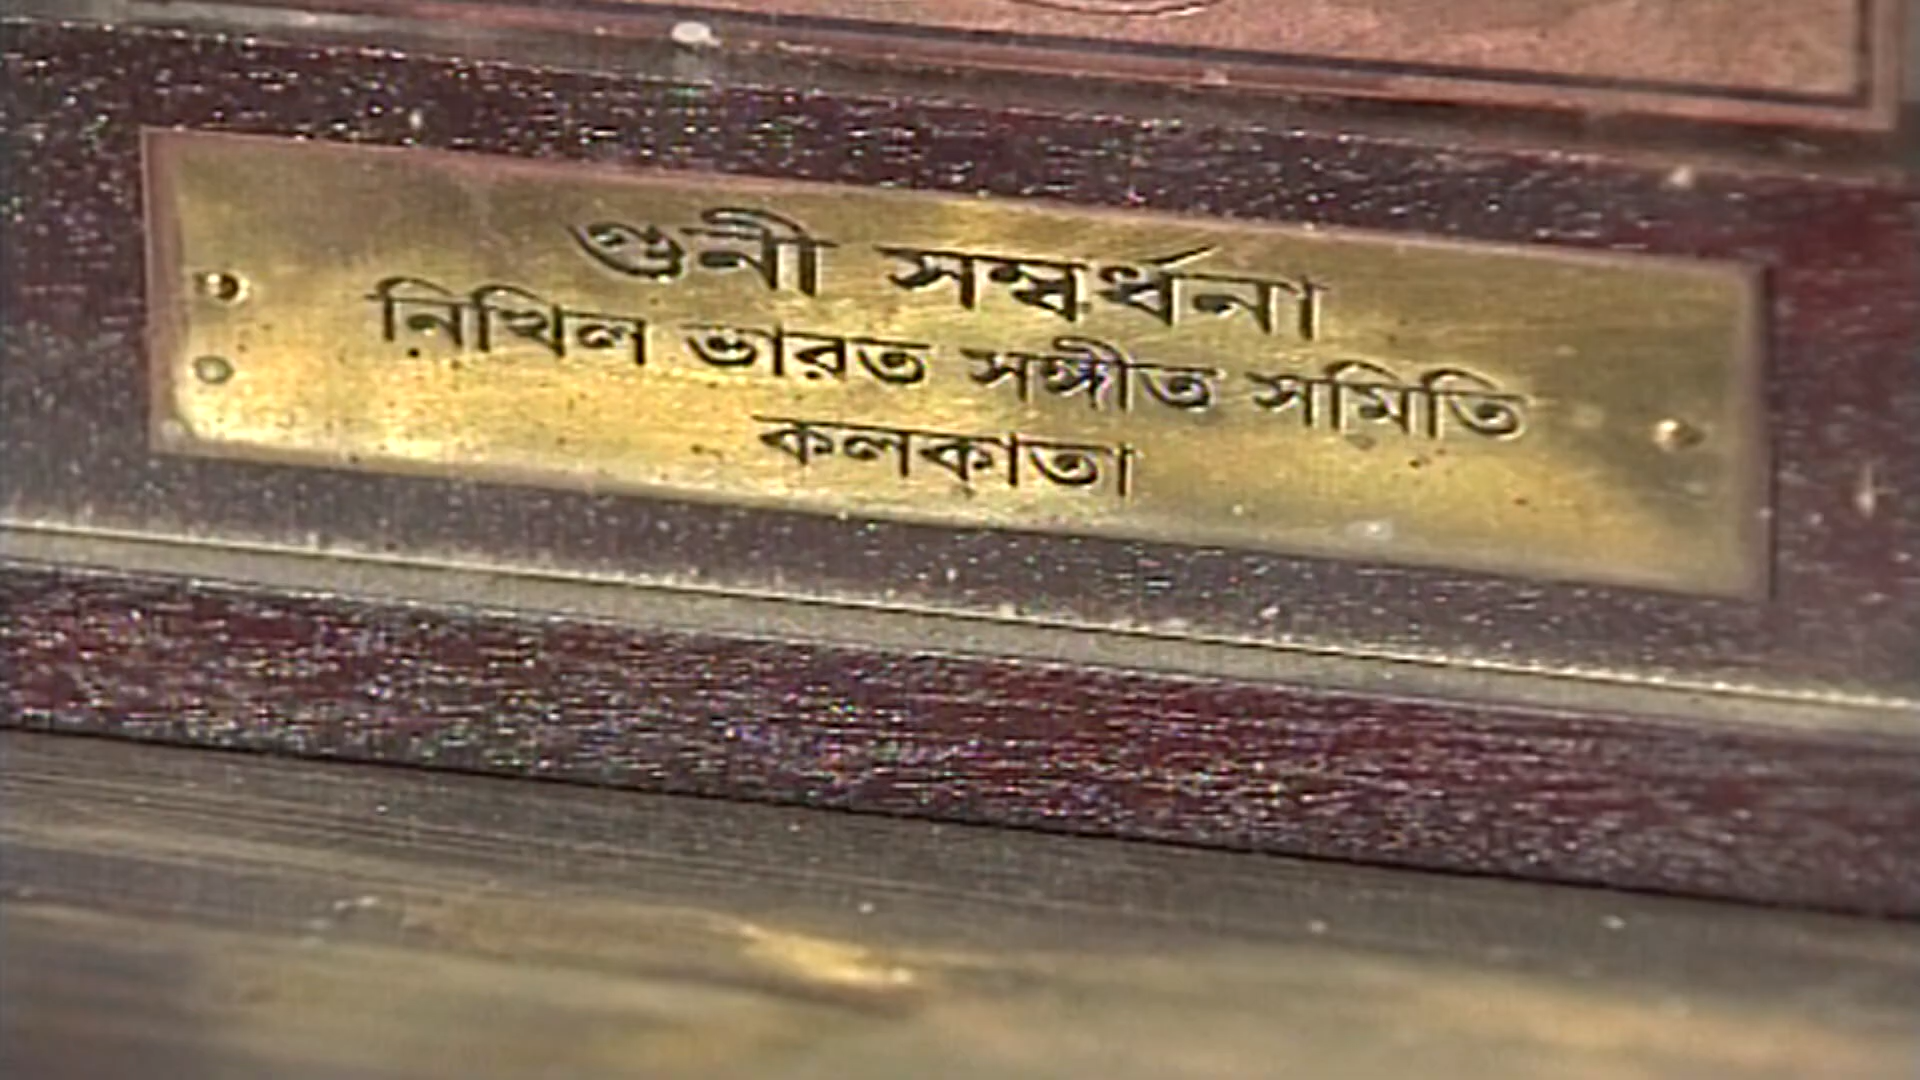 গুনী সম্বর্ধনা
নিখিল ভারত সঙ্গীত সমিতি
কলকাতা